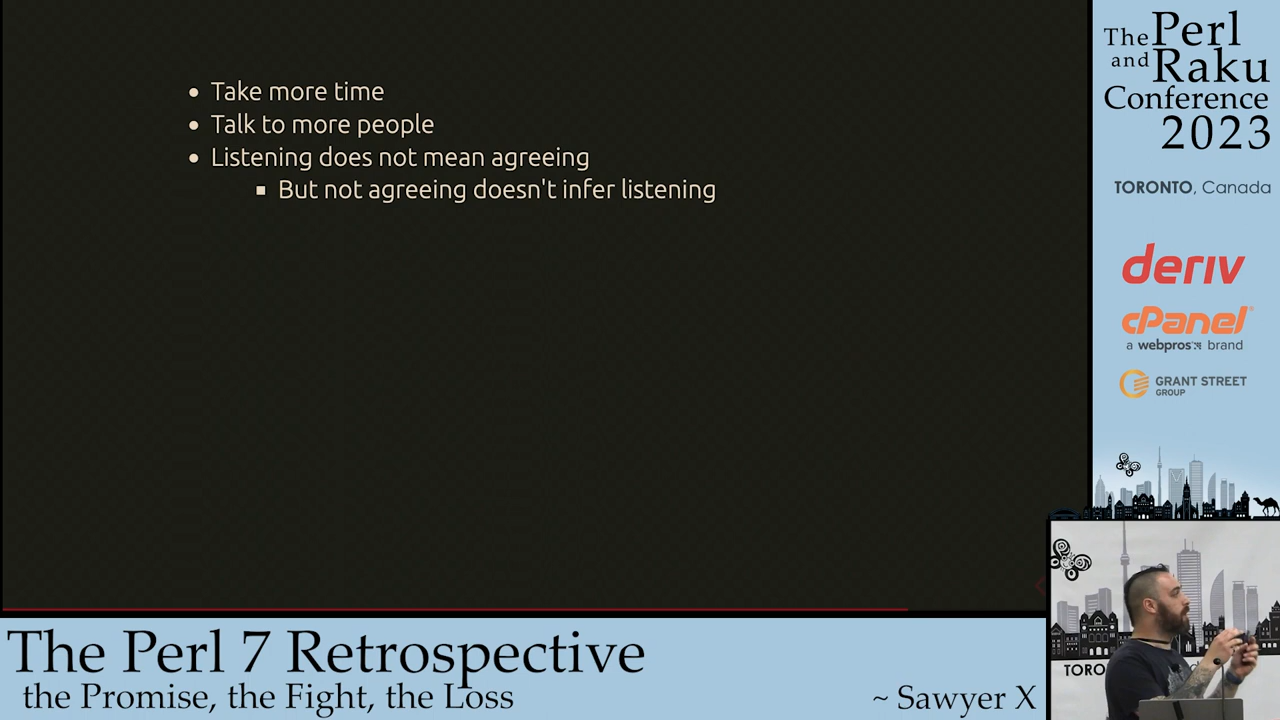 Take more time
Talk to more people
Listening does not mean agreeing
But not agreeing doesn't infer listening
The Perl
and Raku
Conference
2023
TORONTO, Canada
deriv
cPanel®
a webpros brand
GRANT STREET
GROUP
TORO
The Perl 7 Retrospective
the Promise, the Fight, the Loss
~ Sawyer X